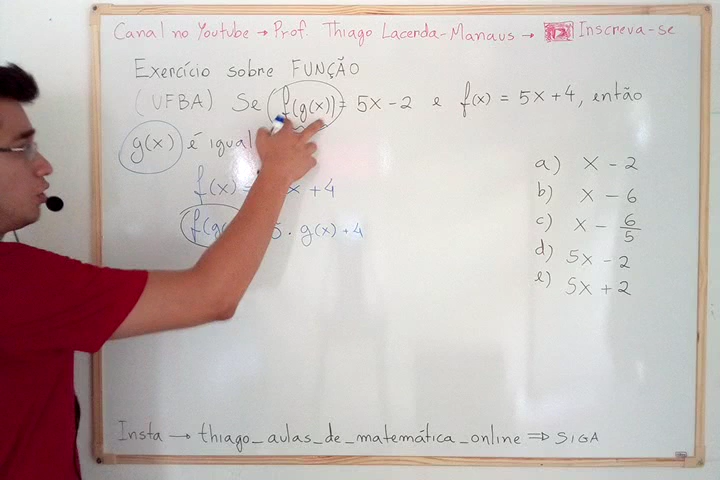 Canal no Youtube → Prof. Thiago Lacerda-Manaus → Inscreva-se
Exercício sobre FUNÇÃO
(UFBA) Se f(g(x)) = 5x - 2 e f(x) = 5x + 4, então
g(x) é igual
a) x - 2
b) x - 6
c) x - 6/5
d) 5x - 2
e) 5x + 2
f(x) = x + 4
f(g 5 . g(x) + 4
Insta → thiago_aulas_de_matemática_online ⇒ SIGA